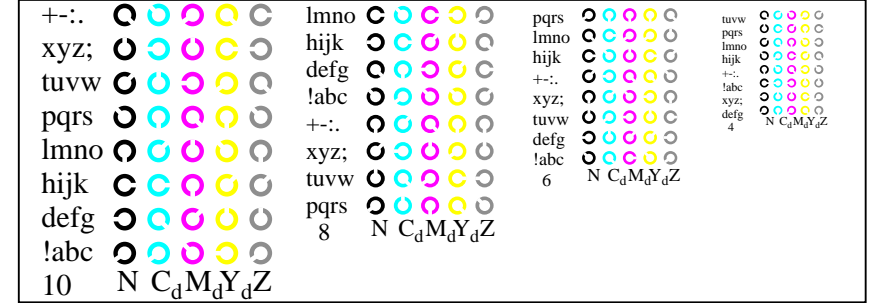 +-:.
xyz;
tuvw
pqrs
lmno
hijk
defg
!abc
10 N CdMdYdZ
lmno
hijk
defg
!abc
+-:.
xyz;
tuvw
pqrs
8 N CdMdYdZ
pqrs
lmno
hijk
+-:.
xyz;
tuvw
defg
!abc
6 N CdMdYdZ
tuvw
pqrs
lmno
hijk
+-:.
!abc
xyz;
defg
4 N CdMdYdZ